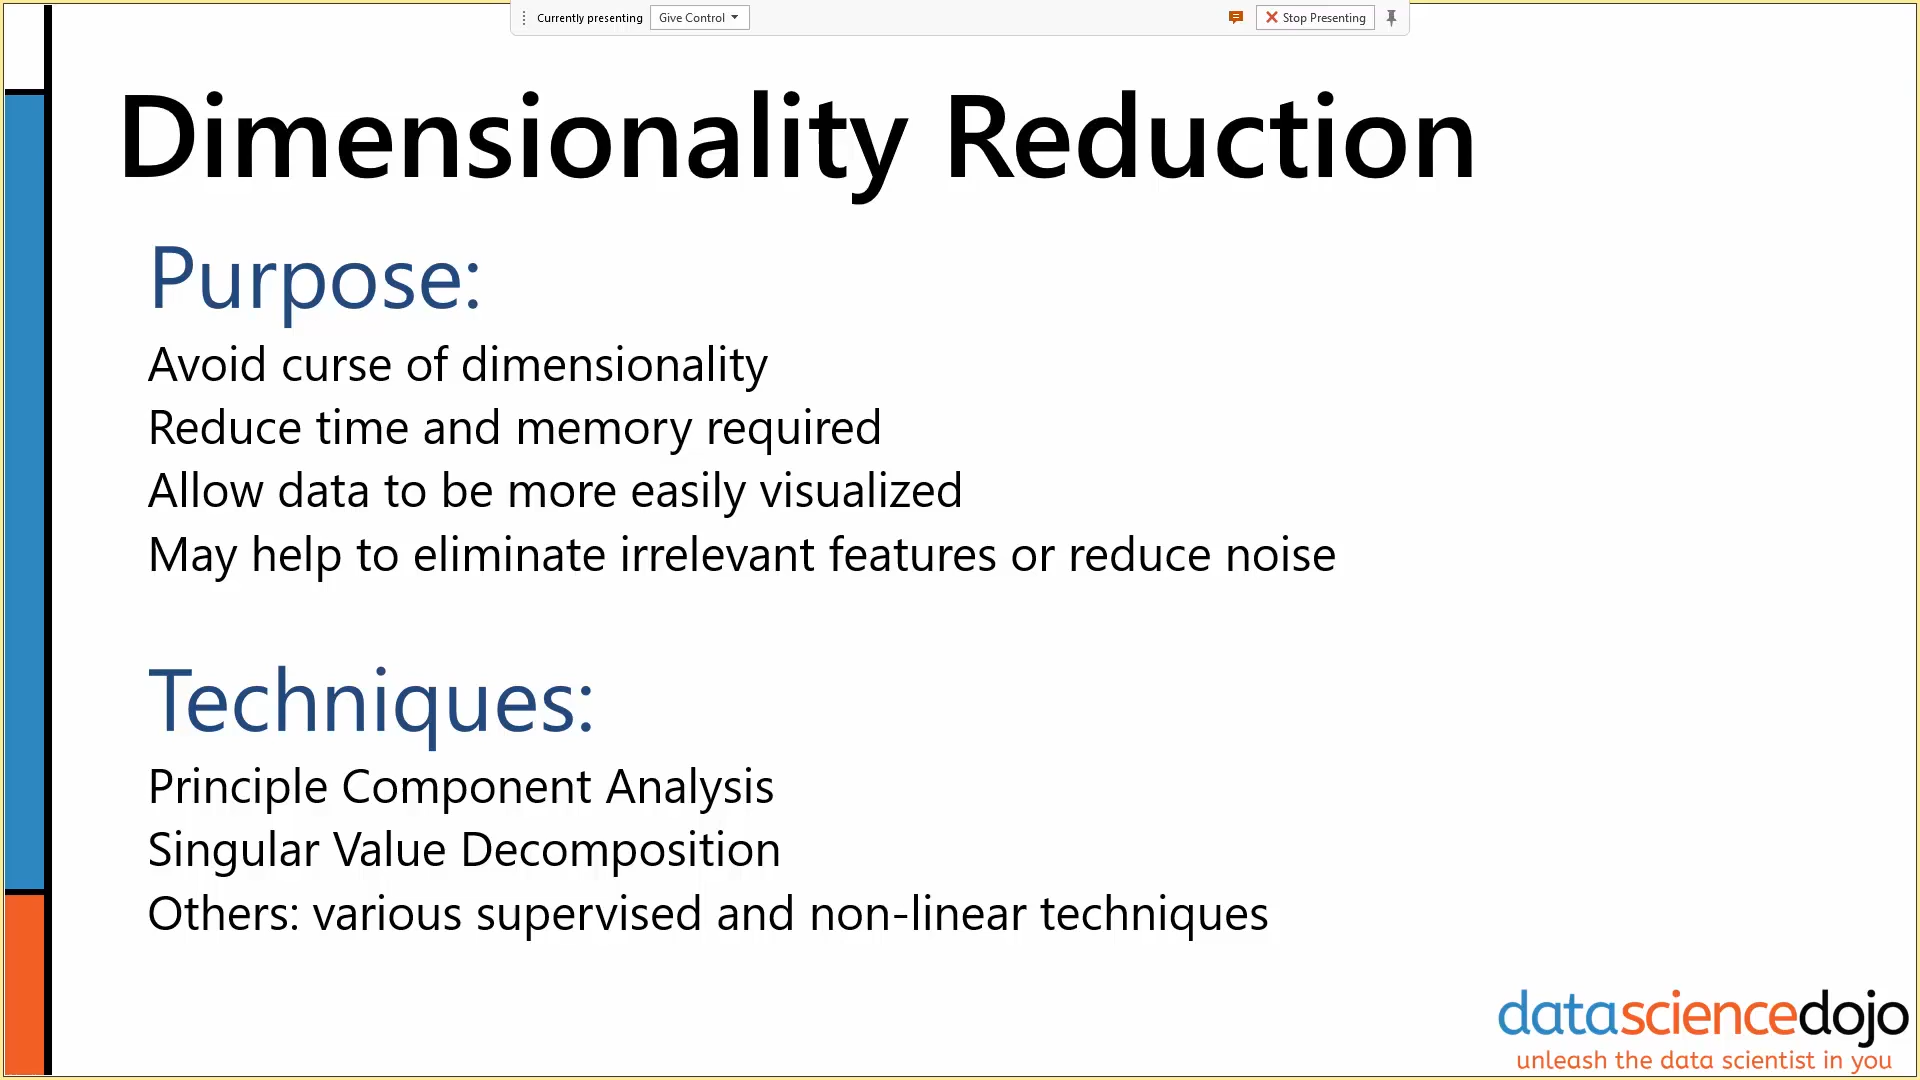 Currently presenting Give Control Stop Presenting
Dimensionality Reduction
Purpose:
Avoid curse of dimensionality
Reduce time and memory required
Allow data to be more easily visualized
May help to eliminate irrelevant features or reduce noise
Techniques:
Principle Component Analysis
Singular Value Decomposition
Others: various supervised and non-linear techniques
datasciencedojo
unleash the data scientist in you